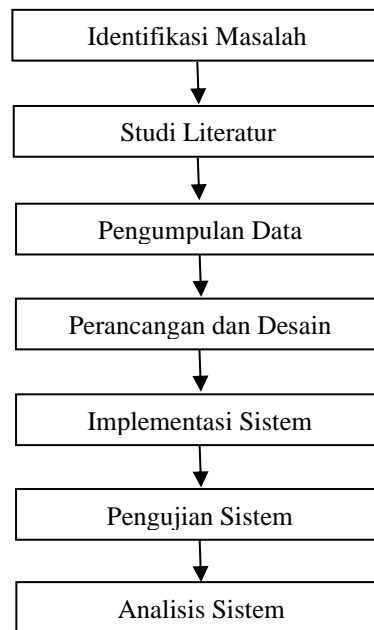 Identifikasi Masalah
Studi Literatur
Pengumpulan Data
Perancangan dan Desain
Implementasi Sistem
Pengujian Sistem
Analisis Sistem